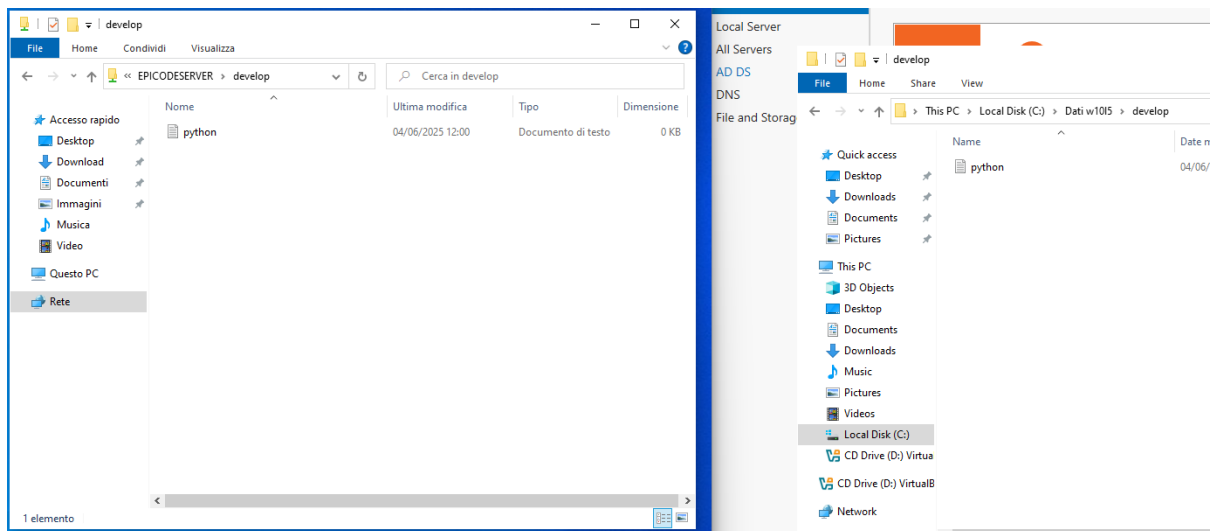 develop
File Home Condividi Visualizza
« EPICODESERVER > develop
Cerca in develop
Nome Ultima modifica Tipo Dimensione
python 04/06/2025 12:00 Documento di testo 0 KB
Accesso rapido
Desktop
Download
Documenti
Immagini
Musica
Video
Questo PC
Rete
1 elemento
Local Server
All Servers
AD DS
DNS
File and Storag
develop
File Home Share View
This PC > Local Disk (C:) > Dati w10l5 > develop
Name Date m
python 04/06/
Quick access
Desktop
Downloads
Documents
Pictures
This PC
3D Objects
Desktop
Documents
Downloads
Music
Pictures
Videos
Local Disk (C:)
CD Drive (D:) Virtua
CD Drive (D:) VirtualB
Network